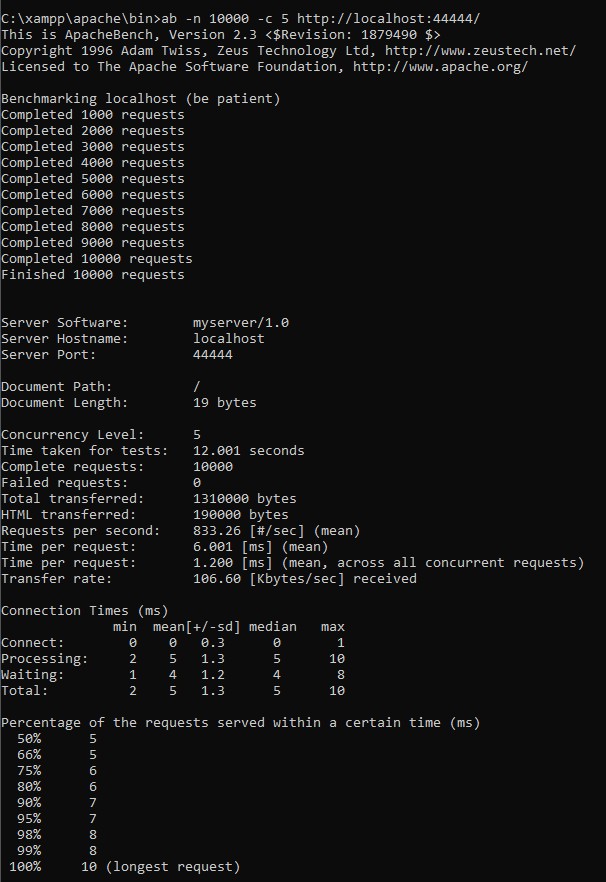 C:\xampp\apache\bin>ab -n 10000 -c 5 http://localhost:44444/
This is ApacheBench, Version 2.3 <$Revision: 1879490 $>
Copyright 1996 Adam Twiss, Zeus Technology Ltd, http://www.zeustech.net/
Licensed to The Apache Software Foundation, http://www.apache.org/

Benchmarking localhost (be patient)
Completed 1000 requests
Completed 2000 requests
Completed 3000 requests
Completed 4000 requests
Completed 5000 requests
Completed 6000 requests
Completed 7000 requests
Completed 8000 requests
Completed 9000 requests
Completed 10000 requests
Finished 10000 requests


Server Software:        myserver/1.0
Server Hostname:        localhost
Server Port:            44444

Document Path:          /
Document Length:        19 bytes

Concurrency Level:      5
Time taken for tests:   12.001 seconds
Complete requests:      10000
Failed requests:        0
Total transferred:      1310000 bytes
HTML transferred:       190000 bytes
Requests per second:    833.26 [#/sec] (mean)
Time per request:       6.001 [ms] (mean)
Time per request:       1.200 [ms] (mean, across all concurrent requests)
Transfer rate:          106.60 [Kbytes/sec] received

Connection Times (ms)
              min  mean[+/-sd] median   max
Connect:        0    0   0.3      0       1
Processing:     2    5   1.3      5      10
Waiting:        1    4   1.2      4       8
Total:          2    5   1.3      5      10

Percentage of the requests served within a certain time (ms)
  50%      5
  66%      5
  75%      6
  80%      6
  90%      7
  95%      7
  98%      8
  99%      8
 100%     10 (longest request)